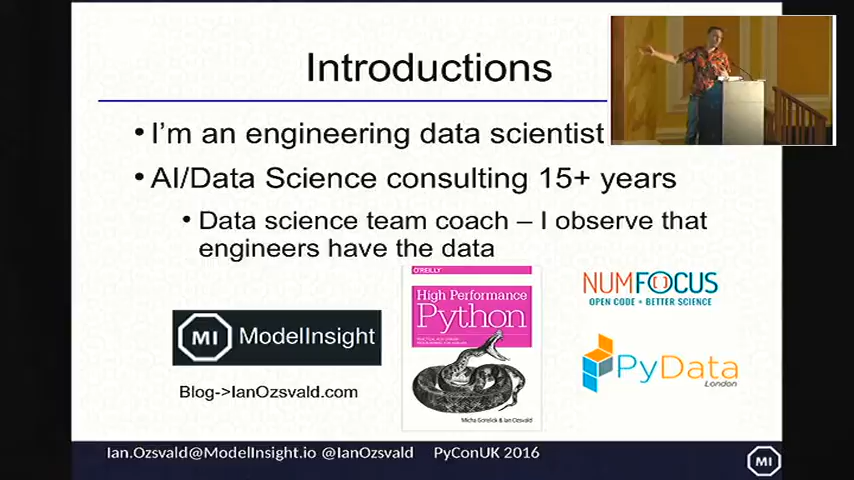 Introductions
•I'm an engineering data scientist
•AI/Data Science consulting 15+ years
•Data science team coach – I observe that
engineers have the data
O'REILLY
High Performance
Python
Micha Gorelick & Ian Ozsvald
MI ModelInsight
NUMFOCUS
OPEN CODE + BETTER SCIENCE
PyData
London
Blog->IanOzsvald.com
Ian.Ozsvald@ModelInsight.io @IanOzsvald PyConUK 2016
MI